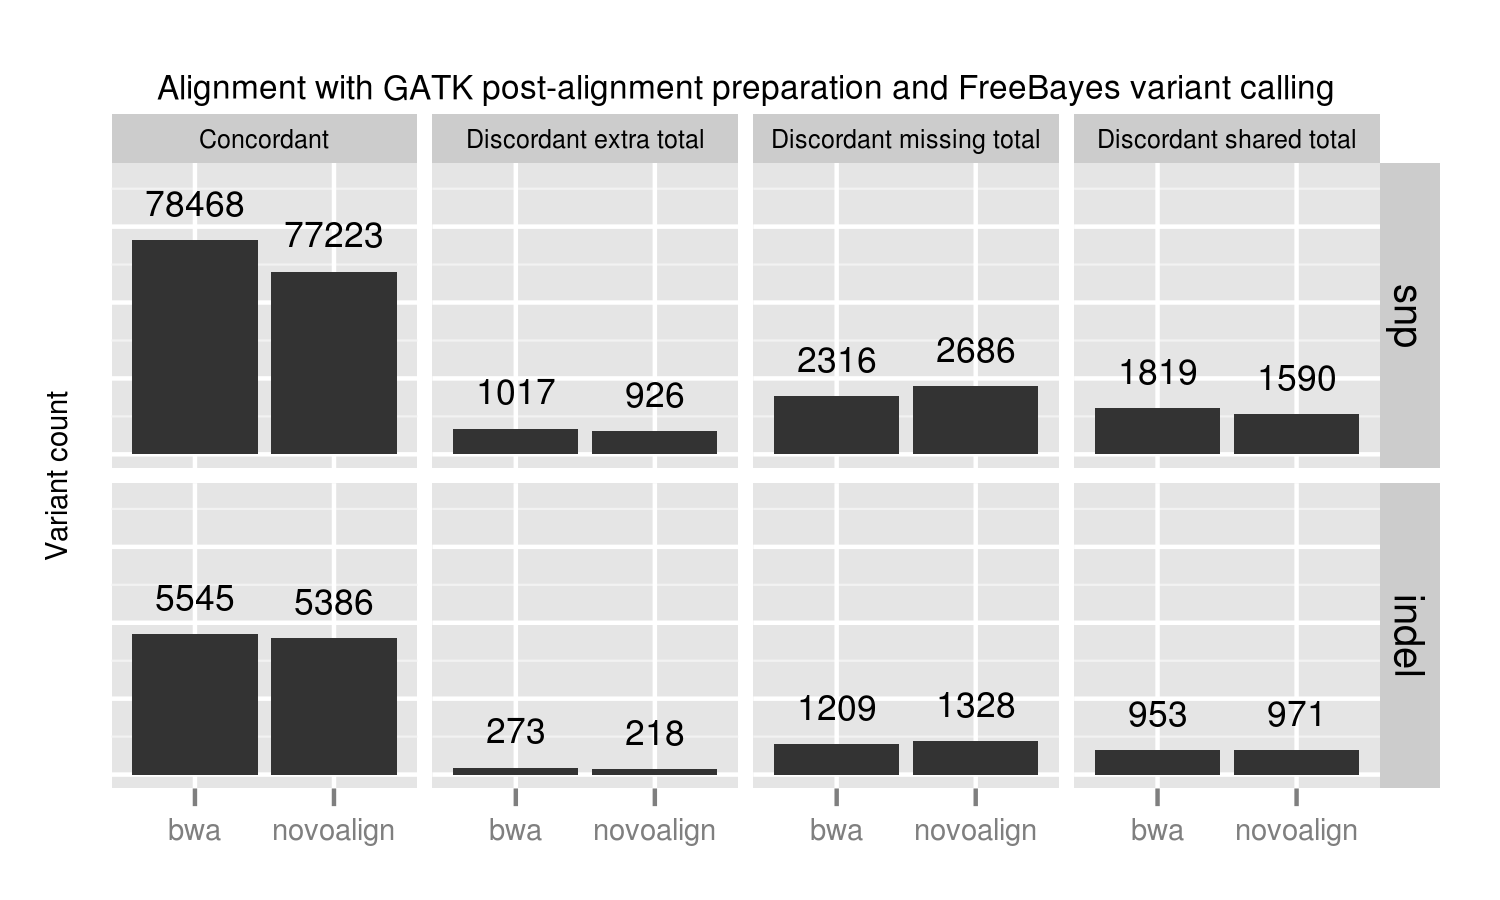 Alignment with GATK post-alignment preparation and FreeBayes variant calling
Concordant Discordant extra total Discordant missing total Discordant shared total
78468 77223 1017 926 2316 2686 1819 1590
snp
Variant count
5545 5386 273 218 1209 1328 953 971
indel
bwa novoalign bwa novoalign bwa novoalign bwa novoalign